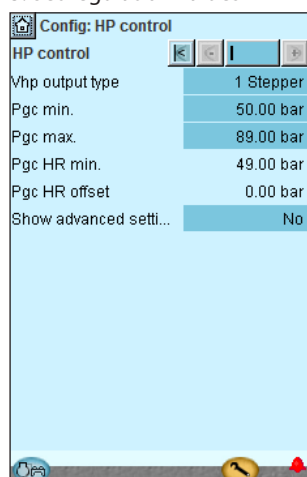 Config: HP control
HP control
Vhp output type 1 Stepper
Pgc min. 50.00 bar
Pgc max. 89.00 bar
Pgc HR min. 49.00 bar
Pgc HR offset 0.00 bar
Show advanced setti... No